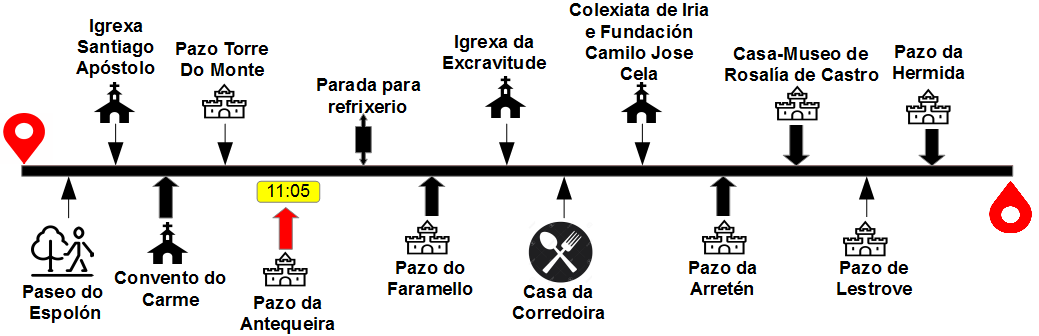 Igrexa
Santiago
Apóstolo
Pazo Torre
Do Monte
Parada para
refrixerio
Igrexa da
Excravitude
Colexiata de Iria
e Fundación
Camilo Jose
Cela
Casa-Museo de
Rosalía de Castro
Pazo da
Hermida
11:05
Paseo do
Espolón
Convento do
Carme
Pazo da
Antequeira
Pazo do
Faramello
Casa da
Corredoira
Pazo da
Arretén
Pazo de
Lestrove